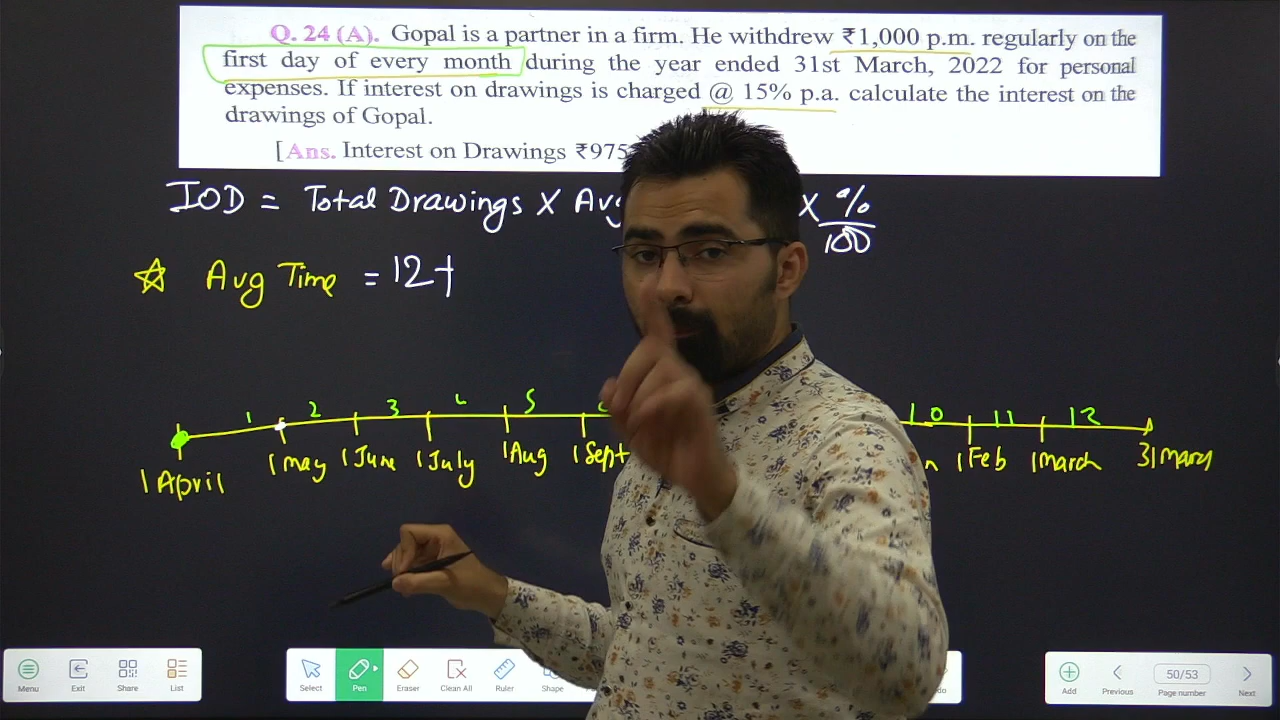 Q. 24 (A). Gopal is a partner in a firm. He withdrew ₹1,000 p.m. regularly on the
first day of every month during the year ended 31st March, 2022 for personal
expenses. If interest on drawings is charged @ 15% p.a. calculate the interest on the
drawings of Gopal.
[Ans. Interest on Drawings ₹975
IOD = Total Drawings X Avg X %/100
Avg Time = 12+
1 2 3 5 10 11 12
1 April 1 May 1 June 1 July 1 Aug 1 Sept 1 Feb 1 March 31 March
Menu Exit Share List Select Pen Eraser Clean All Ruler Shape Add Previous 50/53 Next
Page number